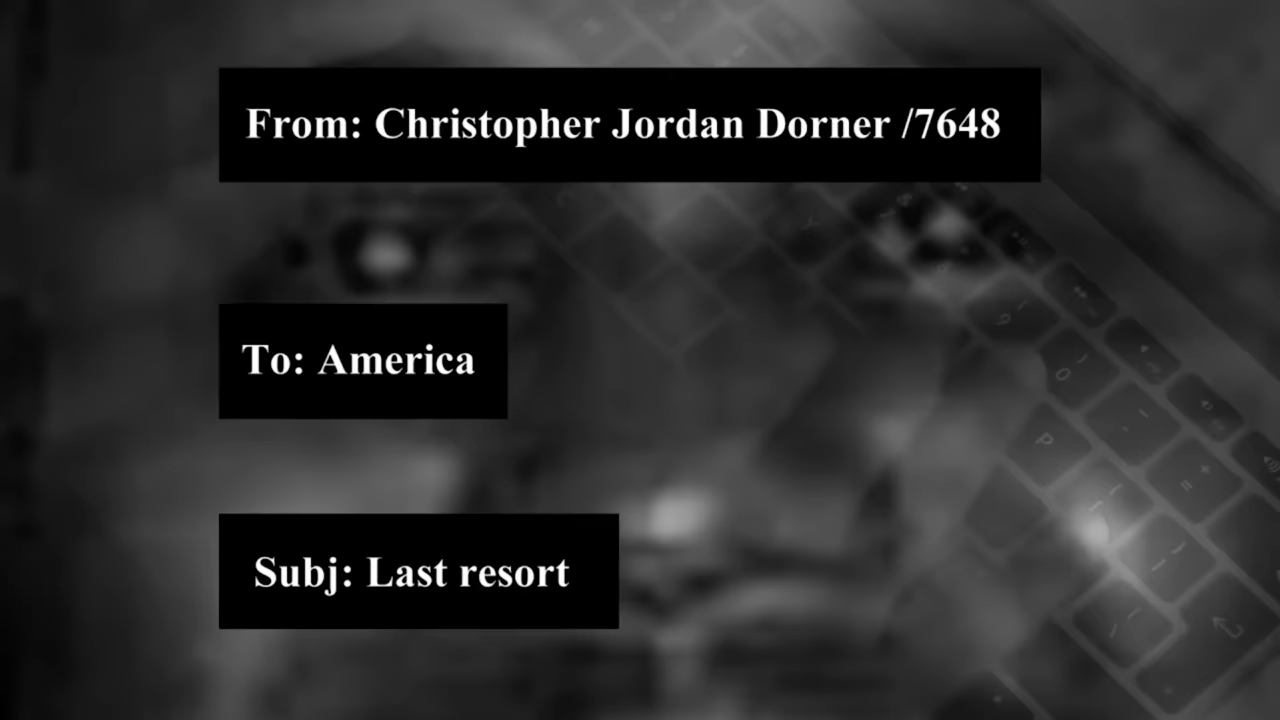 From: Christopher Jordan Dorner /7648
To: America
Subj: Last resort